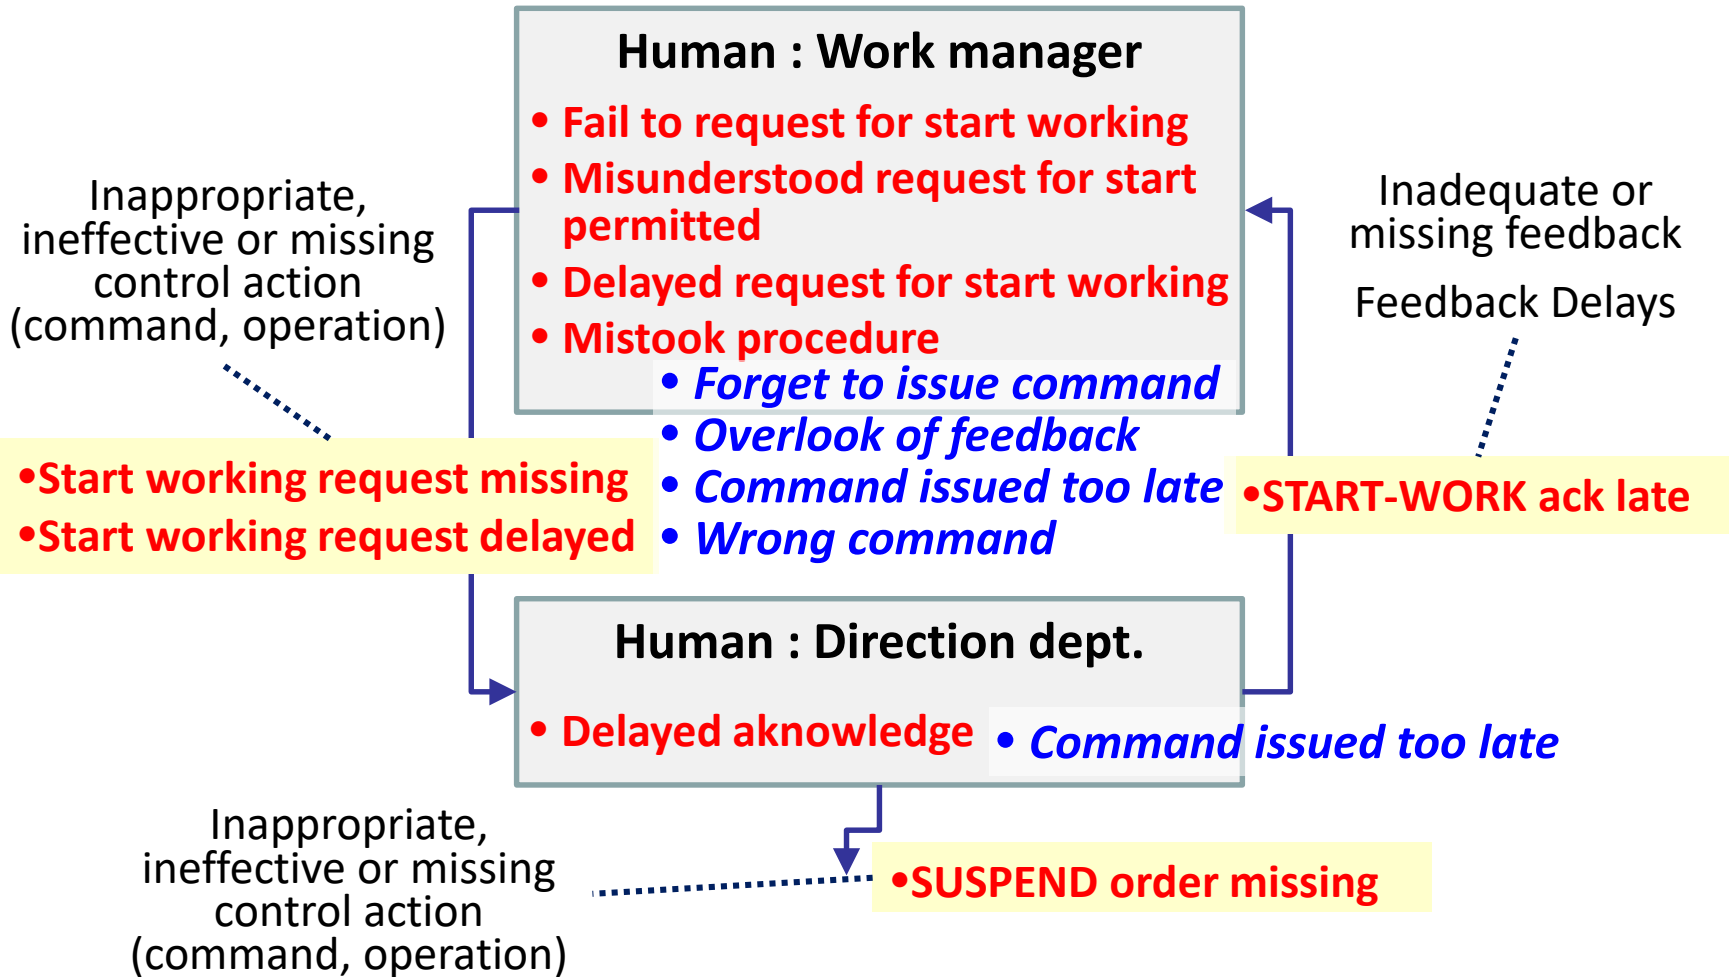 Human : Work manager
• Fail to request for start working
• Misunderstood request for start
permitted
• Delayed request for start working
• Mistook procedure
• Forget to issue command
• Overlook of feedback
• Command issued too late
• Wrong command
Inappropriate,
ineffective or missing
control action
(command, operation)
•Start working request missing
•Start working request delayed
Inadequate or
missing feedback
Feedback Delays
•START-WORK ack late
Human : Direction dept.
• Delayed aknowledge
• Command issued too late
Inappropriate,
ineffective or missing
control action
(command, operation)
•SUSPEND order missing